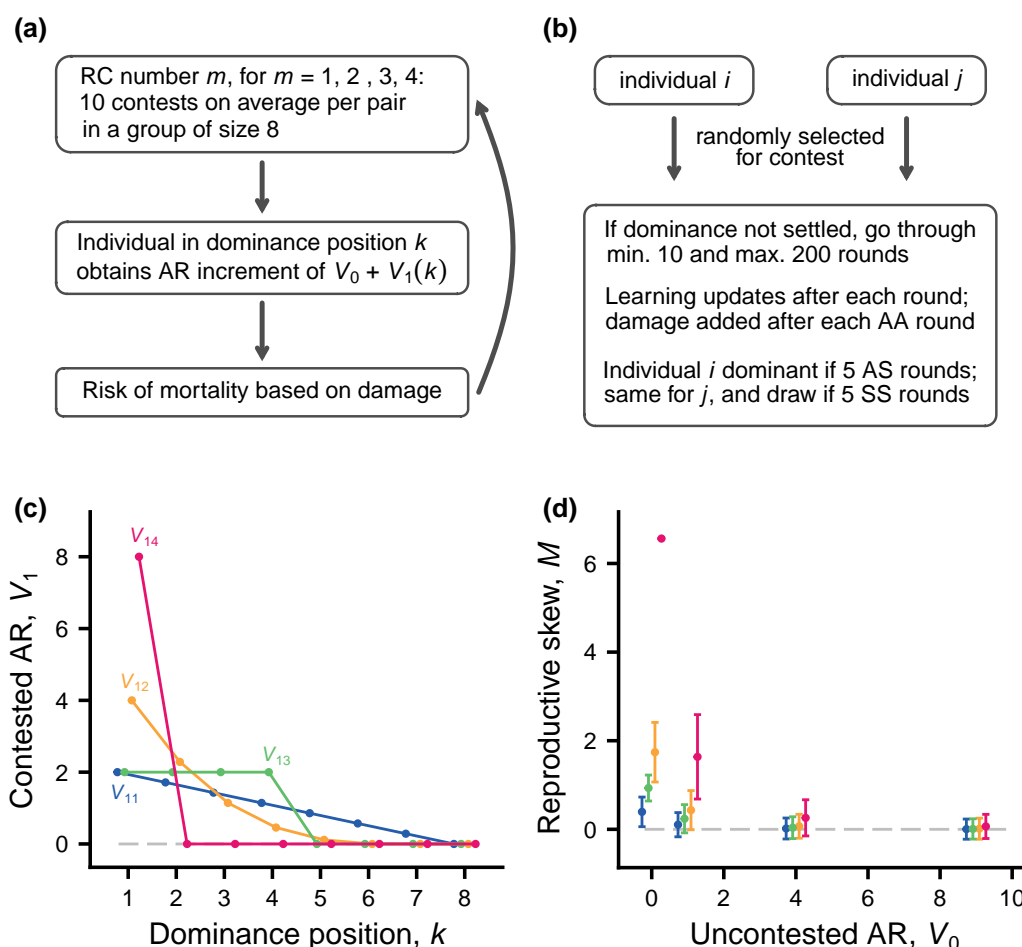 (a)
RC number m, for m = 1, 2 , 3, 4:
10 contests on average per pair
in a group of size 8
Individual in dominance position k
obtains AR increment of V0 + V1(k)
Risk of mortality based on damage
(b)
individual i
individual j
randomly selected
for contest
If dominance not settled, go through
min. 10 and max. 200 rounds
Learning updates after each round;
damage added after each AA round
Individual i dominant if 5 AS rounds;
same for j, and draw if 5 SS rounds
(c)
Contested AR, V1
8
6
4
2
0
V14
V12
V13
V11
1 2 3 4 5 6 7 8
Dominance position, k
(d)
Reproductive skew, M
6
4
2
0
0 2 4 6 8 10
Uncontested AR, V0